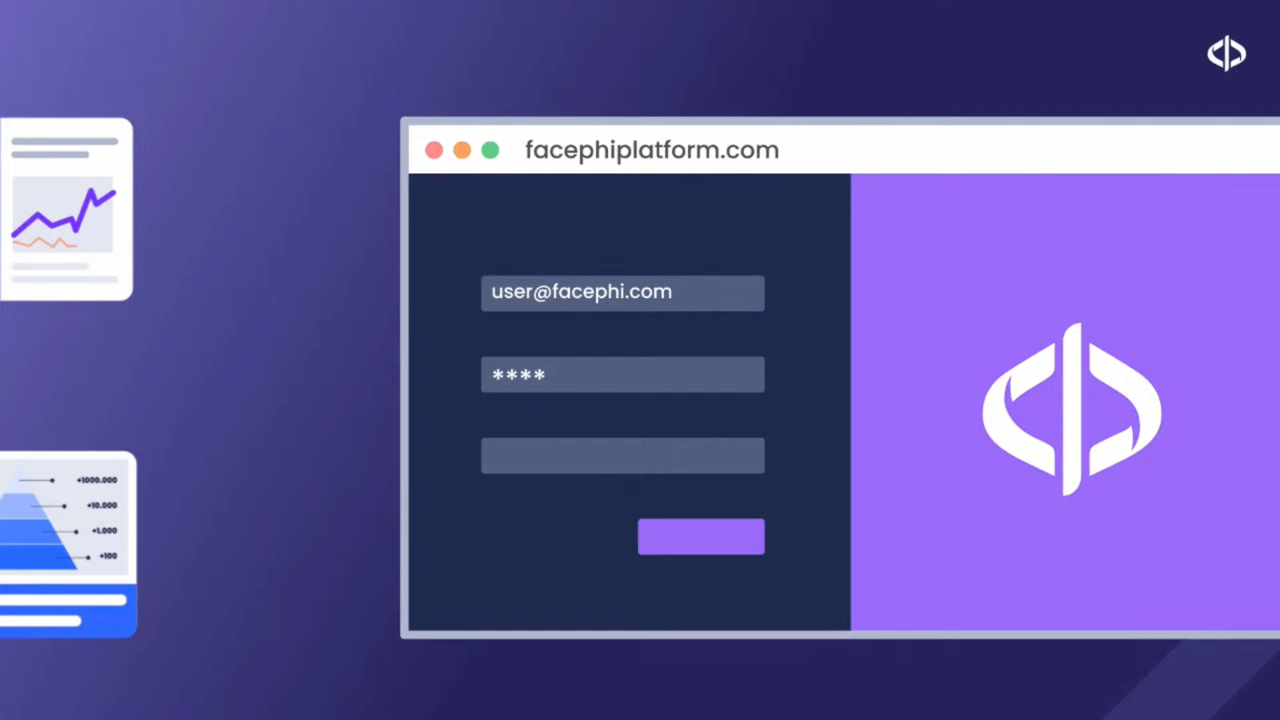 facephiplatform.com
user@facephi.com
****
+1000.000
+10.000
+1.000
+100